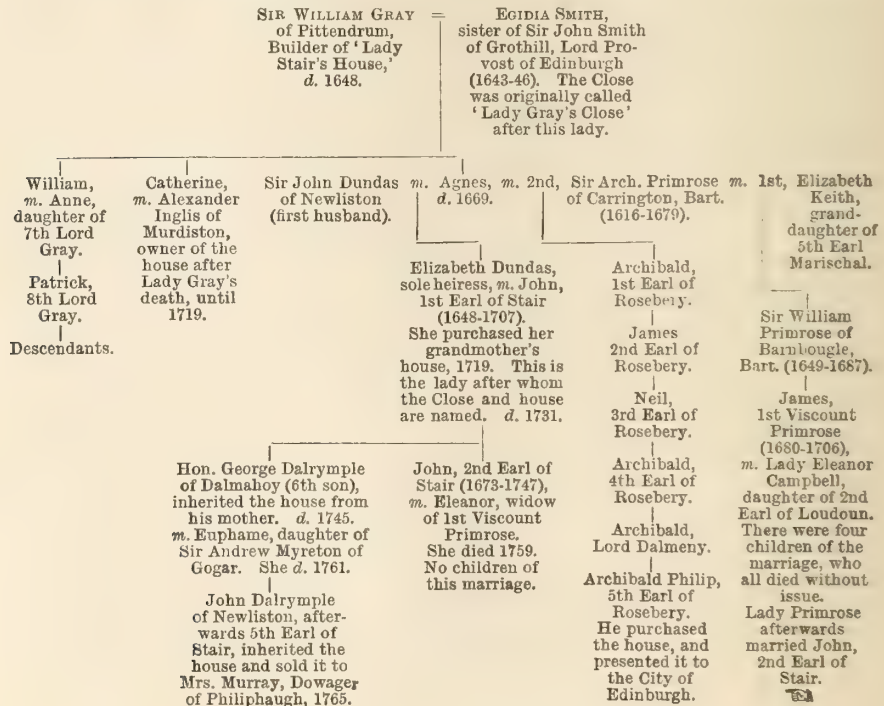 SIR WILLIAM GRAY = EGIDIA SMITH,
of Pittendrum,
Builder of ‘ Lady
Stair's House,’
d. 1648.
sister of Sir John Smith
of Grothill, Lord Pro-
vost of Edinburgh
(1643-46). The Close
was originally called
‘ Lady Gray's Close’
after this lady.
William,
m. Anne,
daughter of
7th Lord
Gray.
Patrick,
8th Lord
Gray.
Descendants.
Catherine,
m. Alexander
Inglis of
Murdiston,
owner of the
house after
Lady Gray's
death, until
1719.
Sir John Dundas
of Newliston
(first husband).
m. Agnes, m. 2nd,
d. 1669.
Sir Arch. Primrose
of Carrington, Bart.
(1616-1679).
m. 1st, Elizabeth
Keith,
grand-
daughter of
5th Earl
Marischal.
Elizabeth Dundas,
sole heiress, m. John,
1st Earl of Stair
(1648-1707).
She purchased her
grandmother's
house, 1719. This is
the lady after whom
the Close and house
are named. d. 1731.
Hon. George Dalrymple
of Dalmahoy (6th son),
inherited the house from
his mother. d. 1745.
m. Euphame, daughter of
Sir Andrew Myreton of
Gogar. She d. 1761.
John Dalrymple
of Newliston, after-
wards 5th Earl of
Stair, inherited the
house and sold it to
Mrs. Murray, Dowager
of Philiphaugh, 1765.
John, 2nd Earl of
Stair (1673-1747),
m. Eleanor, widow
of 1st Viscount
Primrose.
She died 1759.
No children of
this marriage.
Archibald,
1st Earl of
Rosebery.
James
2nd Earl of
Rosebery.
Neil,
3rd Earl of
Rosebery.
Archibald,
4th Earl of
Rosebery.
Archibald,
Lord Dalmeny.
Archibald Philip,
5th Earl of
Rosebery.
He purchased
the house, and
presented it to
the City of
Edinburgh.
Sir William
Primrose of
Barnbougle,
Bart. (1649-1687).
James,
1st Viscount
Primrose
(1680-1706),
m. Lady Eleanor
Campbell,
daughter of 2nd
Earl of Loudoun.
There were four
children of the
marriage, who
all died without
issue.
Lady Primrose
afterwards
married John,
2nd Earl of
Stair.